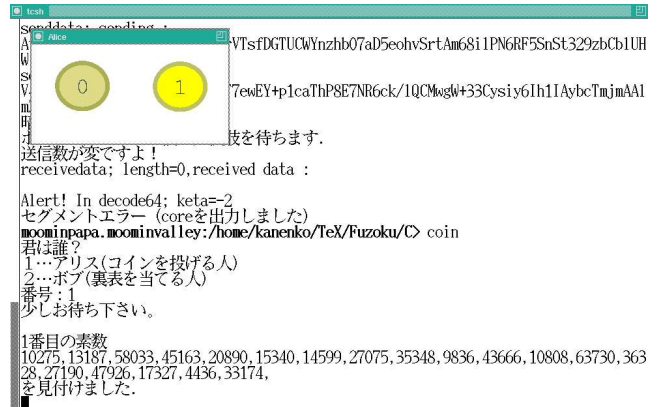 tcsh
senddata; sending :
Alice
VTsfDGTUCWYnzhb07aD5eohvSrtAm68i1PN6RF5SnSt329zbCb1UH
0 1
7ewEY+p1caThP8E7NR6ck/lQCMwgW+33Cysiy6Ih1IAybcTmjmAAl
を待ちます.
送信数が変ですよ!
receivedata; length=0,received data :
Alert! In decode64; keta=-2
セグメントエラー (coreを出力しました)
moominpapa.moominvalley:/home/kanenko/TeX/Fuzoku/C> coin
君は誰?
1…アリス(コインを投げる人)
2…ボブ(裏表を当てる人)
番号:1
少しお待ち下さい。
1番目の素数
10275,13187,58033,45163,20890,15340,14599,27075,35348,9836,43666,10808,63730,363
28,27190,47926,17327,4436,33174,
を見付けました.